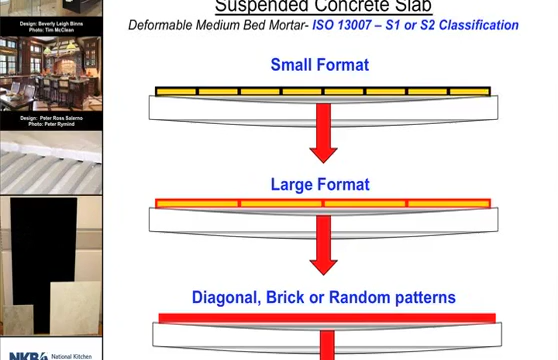 Suspended Concrete Slab
Deformable Medium Bed Mortar- ISO 13007 – S1 or S2 Classification
Small Format
Large Format
Diagonal, Brick or Random patterns
Design: Beverly Leigh Binns
Photo: Tim McClean
Design: Peter Ross Salerno
Photo: Peter Rymind
NKBA
National Kitchen